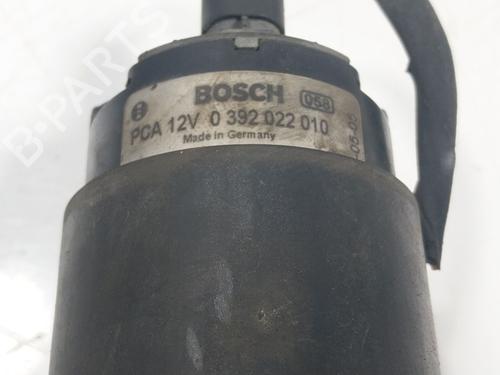 BOSCH 058
PCA 12V 0 392 022 010
Made in Germany
B-PARTS